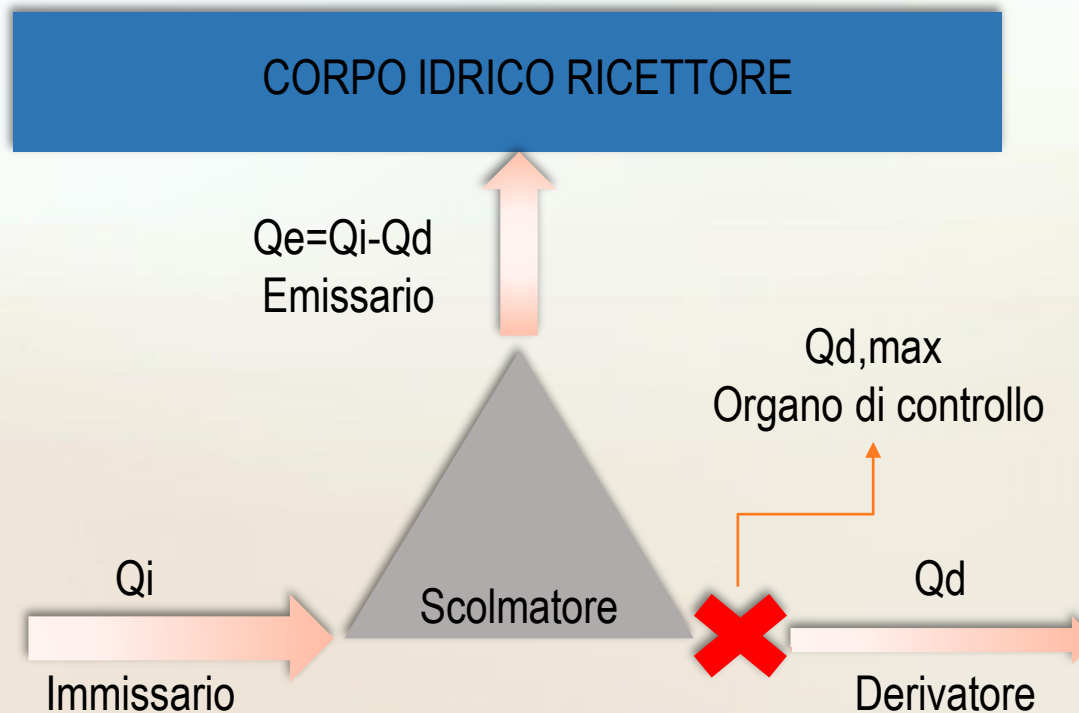 CORPO IDRICO RICETTORE
Qe=Qi-Qd
Emissario
Qd,max
Organo di controllo
Qi
Scolmatore
Qd
Immissario
Derivatore